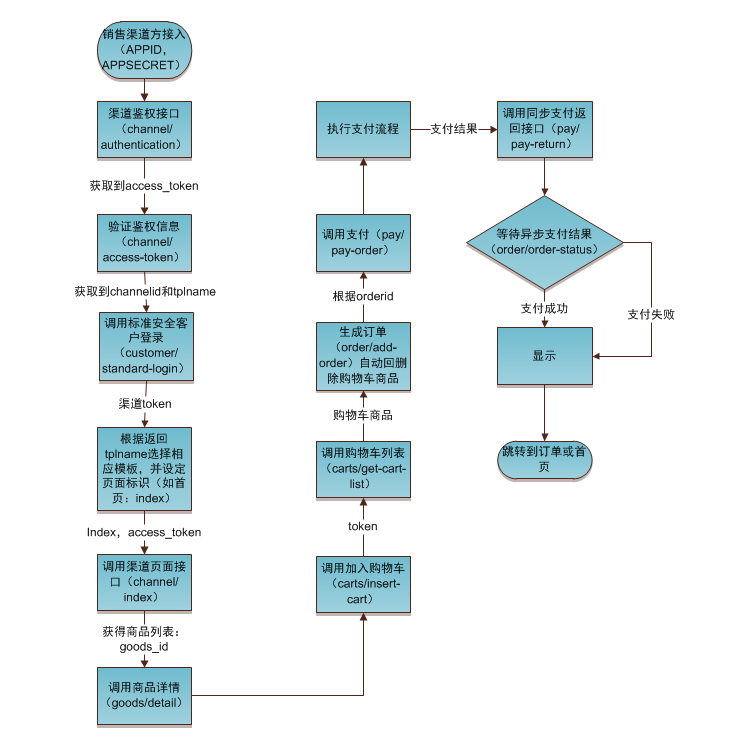 销售渠道方接入
（APPID，
APPSECRET）
渠道鉴权接口
（channel/
authentication）
获取到access_token
验证鉴权信息
（channel/
access-token）
获取到channelid和tplname
调用标准安全客
户登录
（customer/
standard-login）
渠道token
根据返回
tplname选择相
应模板，并设定
页面标识（如首
页：index）
Index，access_token
调用渠道页面接
口（channel/
index）
获得商品列表：
goods_id
调用商品详情
（goods/detail）
调用加入购物车
（carts/insert-
cart）
token
调用购物车列表
（carts/get-cart-
list）
购物车商品
生成订单
（order/add-
order）自动回删
除购物车商品
根据orderid
调用支付（pay/
pay-order）
执行支付流程
支付结果
调用同步支付返
回接口（pay/
pay-return）
等待异步支付结果
（order/order-status）
支付成功
支付失败
显示
跳转到订单或首
页